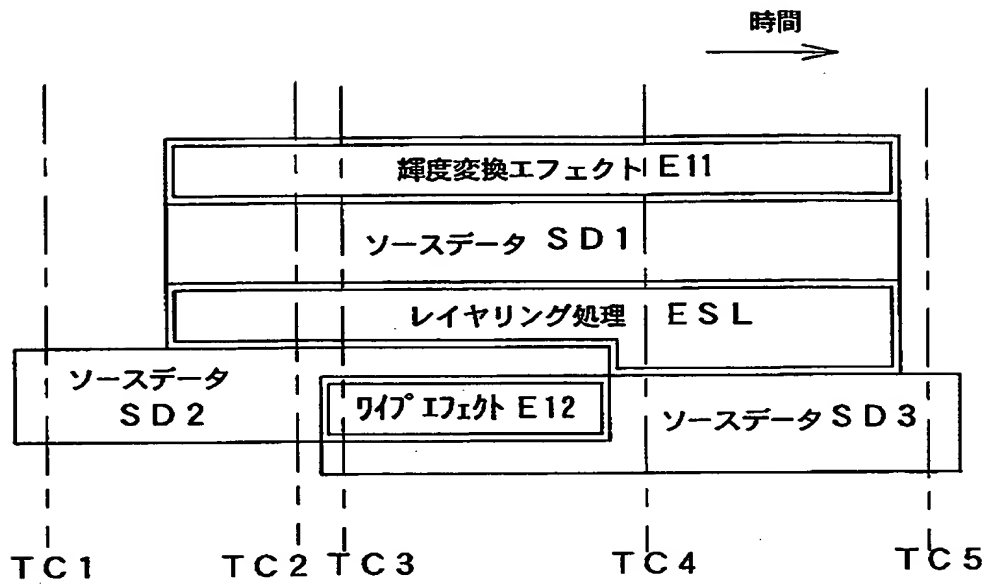 時間
輝度変換エフェクト E11
ソースデータ SD1
レイヤリング処理 ESL
ソースデータ
SD2
ワイプ エフェクト E12
ソースデータ SD3
TC1
TC2
TC3
TC4
TC5